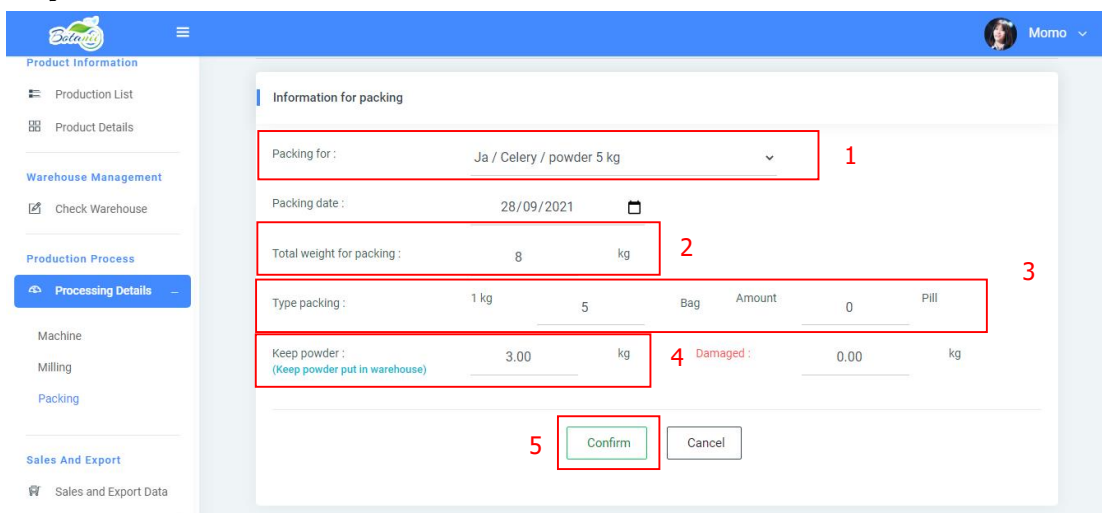 Botanic
Momo
Product Information
Production List
Product Details
Warehouse Management
Check Warehouse
Production Process
Processing Details
Machine
Milling
Packing
Sales And Export
Sales and Export Data
Information for packing
Packing for :
Ja / Celery / powder 5 kg
1
Packing date :
28/09/2021
Total weight for packing :
8
kg
2
3
Type packing :
1 kg
5
Bag
Amount
0
Pill
Keep powder :
(Keep powder put in warehouse)
3.00
kg
4
Damaged :
0.00
kg
5
Confirm
Cancel